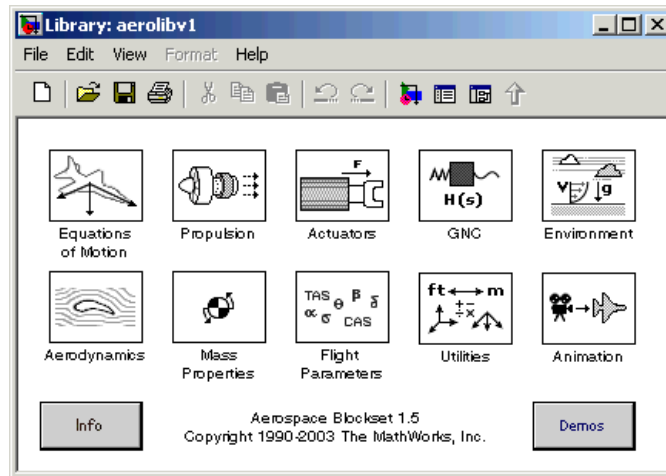 Library: aerolibv1
File Edit View Format Help
F
H(s)
V g
Equations
of Motion
Propulsion
Actuators
GNC
Environment
TAS θ β δ
α σ CAS
ft m
+ - ÷ ×
Aerodynamics
Mass
Properties
Flight
Parameters
Utilities
Animation
Info
Aerospace Blockset 1.5
Copyright 1990-2003 The MathWorks, Inc.
Demos